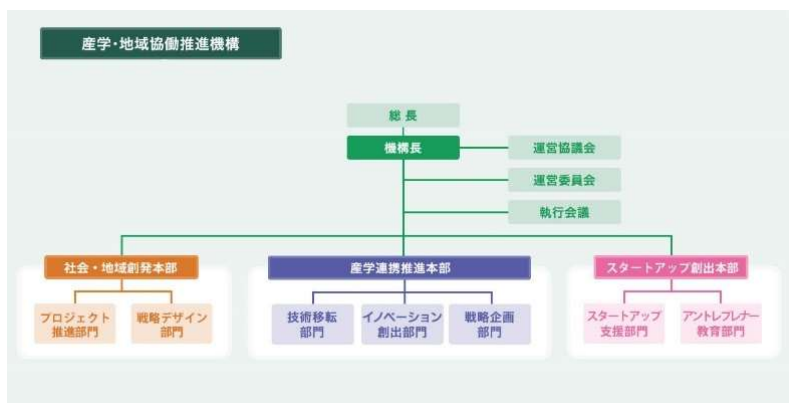 産学・地域協働推進機構
総長
機構長
運営協議会
運営委員会
執行会議
社会・地域創発本部
産学連携推進本部
スタートアップ創出本部
プロジェクト
推進部門
戦略デザイン
部門
技術移転
部門
イノベーション
創出部門
戦略企画
部門
スタートアップ
支援部門
アントレプレナー
教育部門